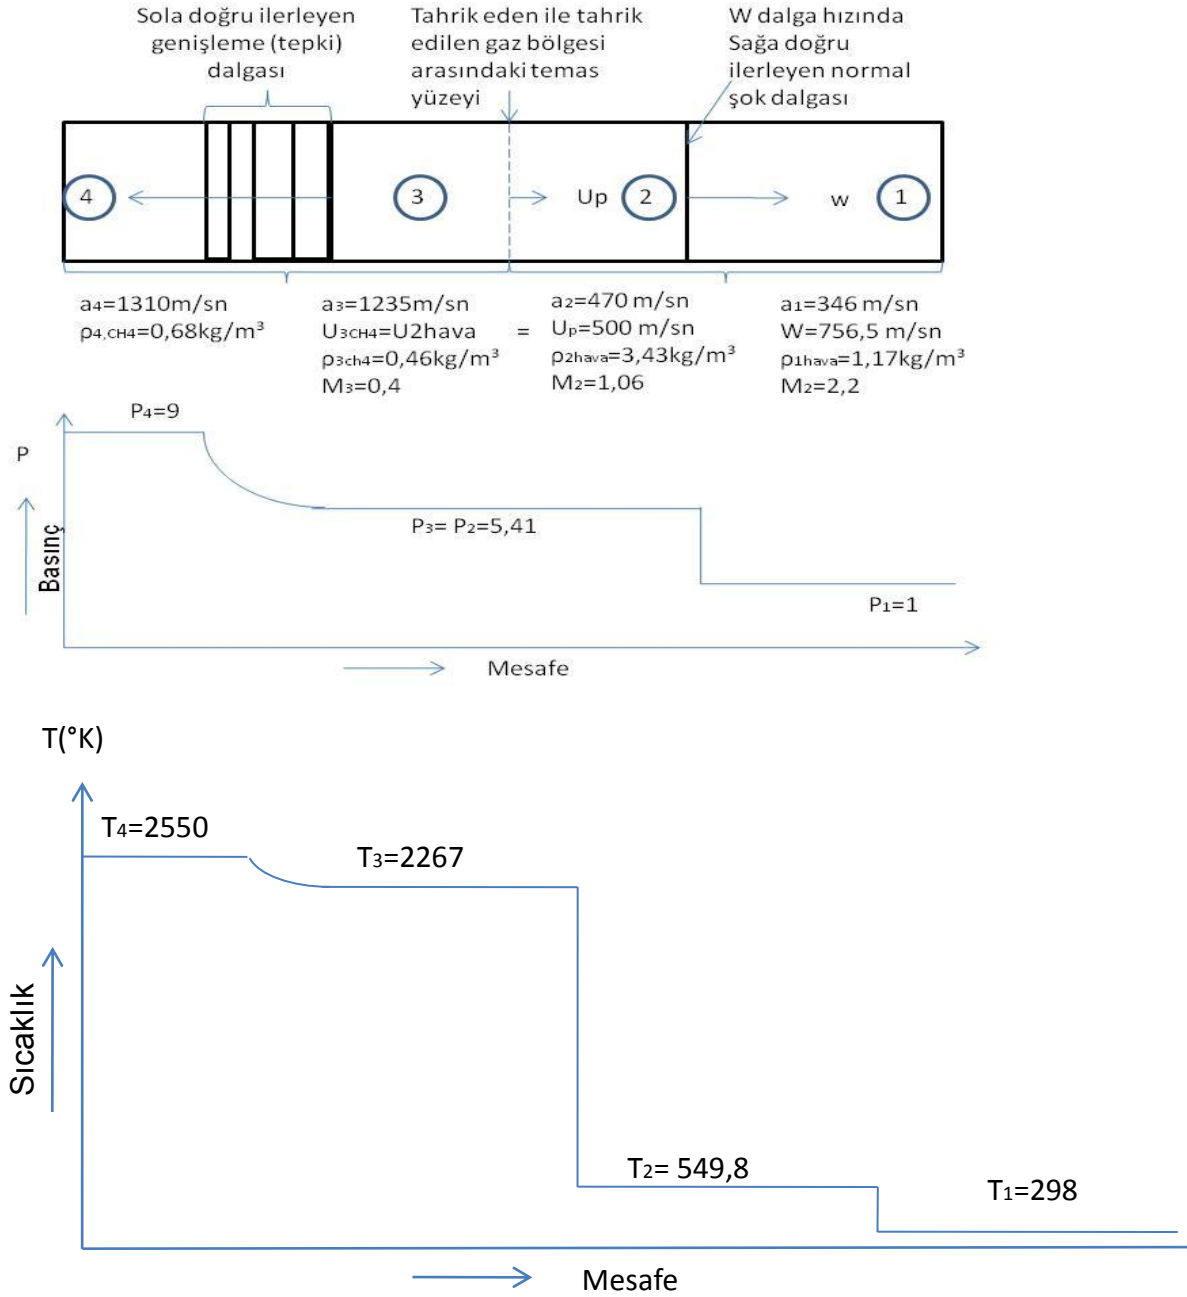 Sola doğru ilerleyen
genişleme (tepki)
dalgası
Tahrik eden ile tahrik
edilen gaz bölgesi
arasındaki temas
yüzeyi
W dalga hızında
Sağa doğru
ilerleyen normal
şok dalgası
4
3
Up
2
w
1
a4=1310m/sn
ρ4,CH4=0,68kg/m³
a3=1235m/sn
U3CH4=U2hava
ρ3ch4=0,46kg/m³
M3=0,4
=
a2=470 m/sn
Up=500 m/sn
ρ2hava=3,43kg/m³
M2=1,06
a1=346 m/sn
W=756,5 m/sn
ρ1hava=1,17kg/m³
M2=2,2
P4=9
P
Basınç
P3= P2=5,41
P1=1
Mesafe
T(°K)
T4=2550
T3=2267
Sıcaklık
T2= 549,8
T1=298
Mesafe